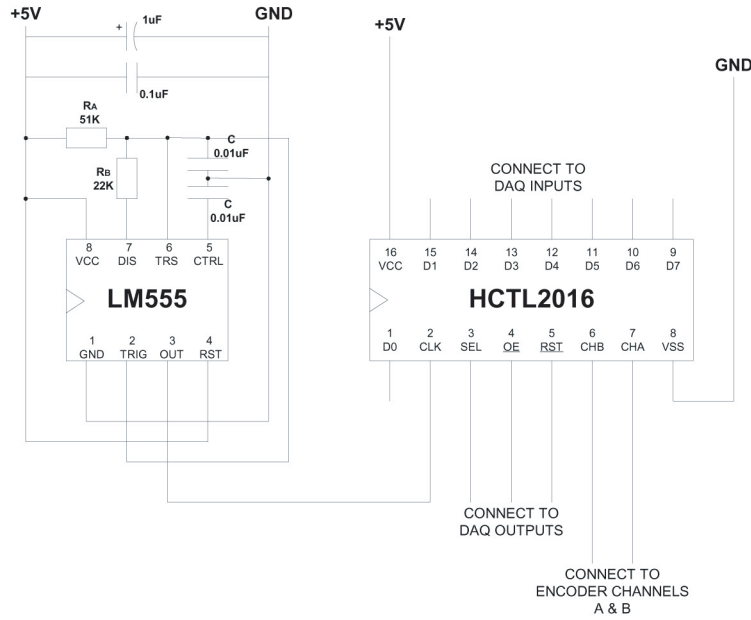 +5V
GND
+
1uF
0.1uF
RA
51K
RB
22K
C
0.01uF
C
0.01uF
8
VCC
7
DIS
6
TRS
5
CTRL
LM555
1
GND
2
TRIG
3
OUT
4
RST
+5V
GND
CONNECT TO
DAQ INPUTS
16
VCC
15
D1
14
D2
13
D3
12
D4
11
D5
10
D6
9
D7
HCTL2016
1
D0
2
CLK
3
SEL
4
OE
5
RST
6
CHB
7
CHA
8
VSS
CONNECT TO
DAQ OUTPUTS
CONNECT TO
ENCODER CHANNELS
A & B